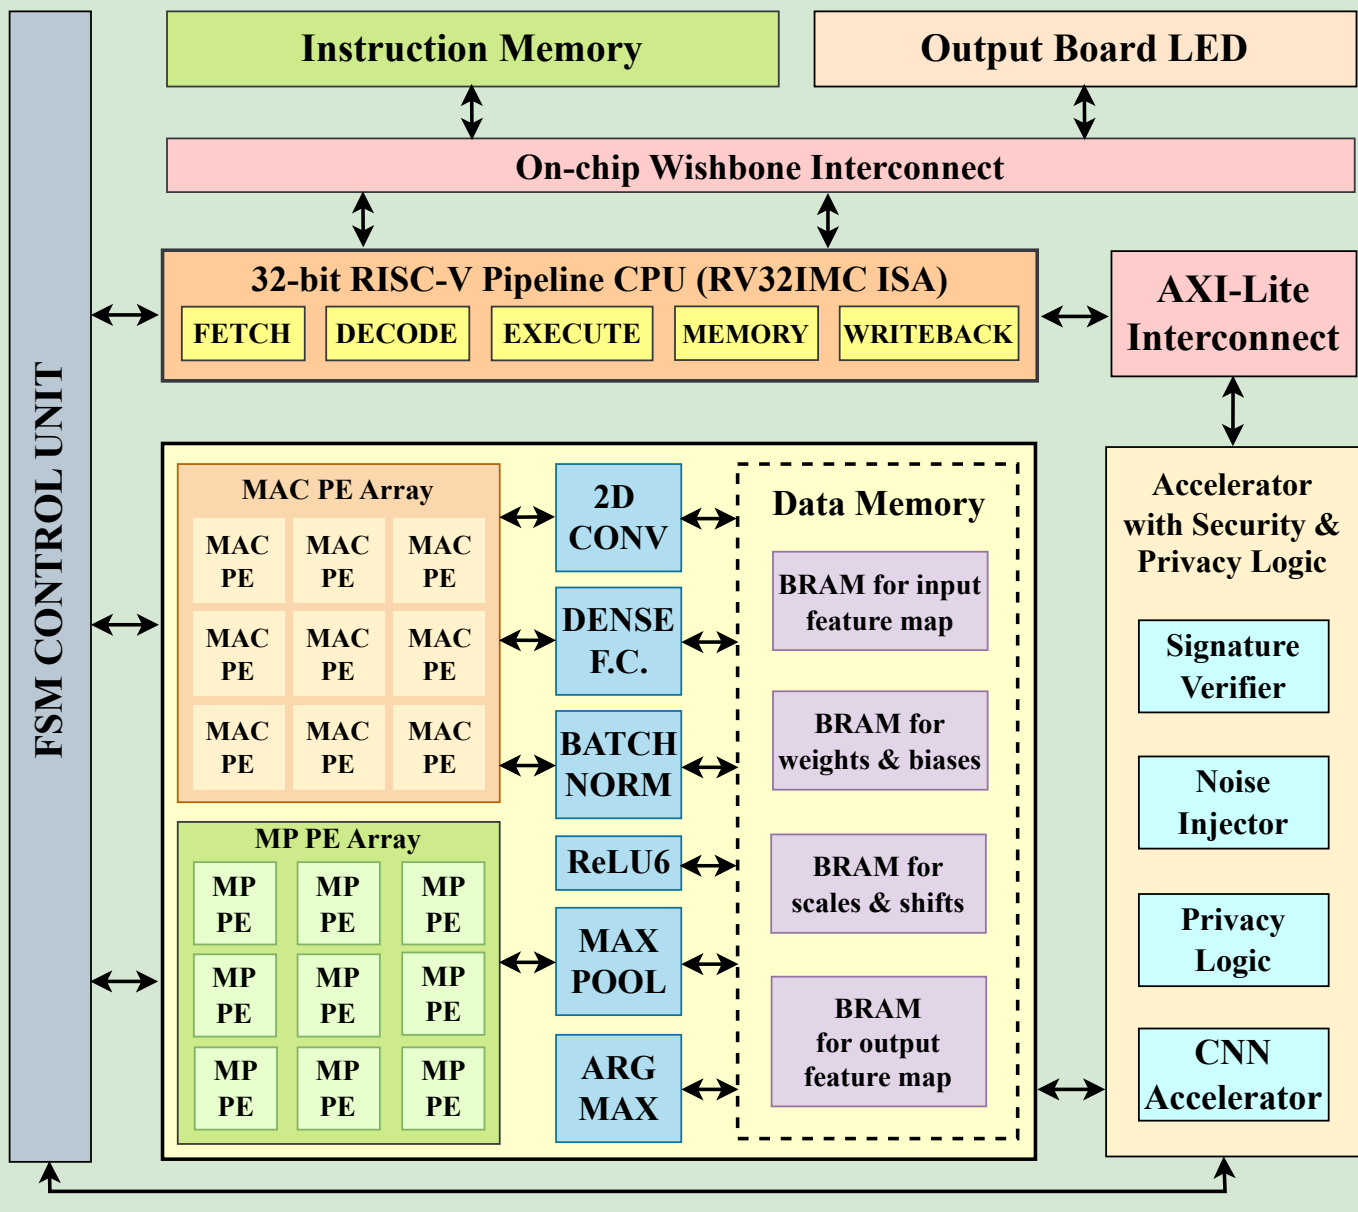 FSM CONTROL UNIT
Instruction Memory
Output Board LED
On-chip Wishbone Interconnect
32-bit RISC-V Pipeline CPU (RV32IMC ISA)
FETCH
DECODE
EXECUTE
MEMORY
WRITEBACK
AXI-Lite
Interconnect
MAC PE Array
MAC
PE
MAC
PE
MAC
PE
MAC
PE
MAC
PE
MAC
PE
MAC
PE
MAC
PE
MAC
PE
MP PE Array
MP
PE
MP
PE
MP
PE
MP
PE
MP
PE
MP
PE
MP
PE
MP
PE
MP
PE
2D
CONV
DENSE
F.C.
BATCH
NORM
ReLU6
MAX
POOL
ARG
MAX
Data Memory
BRAM for input
feature map
BRAM for
weights & biases
BRAM for
scales & shifts
BRAM
for output
feature map
Accelerator
with Security &
Privacy Logic
Signature
Verifier
Noise
Injector
Privacy
Logic
CNN
Accelerator